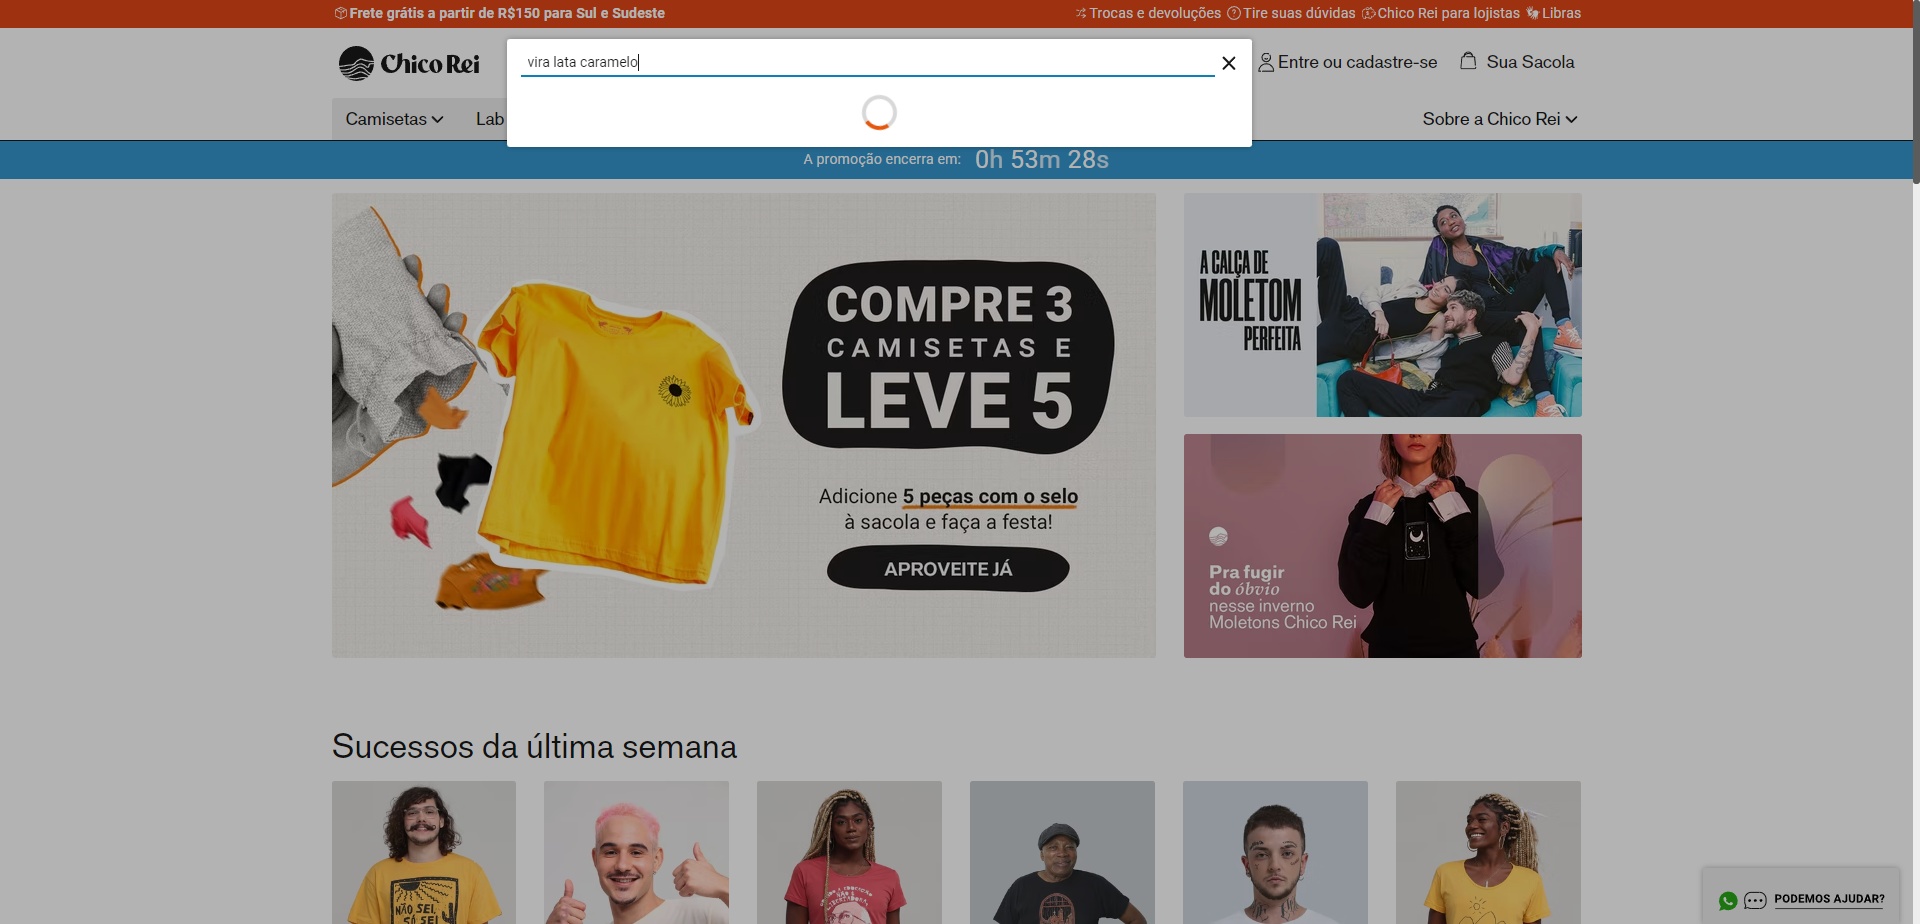 Frete grátis a partir de R$150 para Sul e Sudeste
Trocas e devoluções Tire suas dúvidas Chico Rei para lojistas Libras
Chico Rei
vira lata caramelo
Entre ou cadastre-se Sua Sacola
Camisetas Lab
Sobre a Chico Rei
A promoção encerra em: 0h 53m 28s
COMPRE 3
CAMISETAS E
LEVE 5
Adicione 5 peças com o selo
à sacola e faça a festa!
APROVEITE JÁ
A CALÇA DE
MOLETOM
PERFEITA
Pra fugir
do óbvio
nesse inverno
Moletons Chico Rei
Sucessos da última semana
NÃO SEI,
SÓ SEI
PODEMOS AJUDAR?